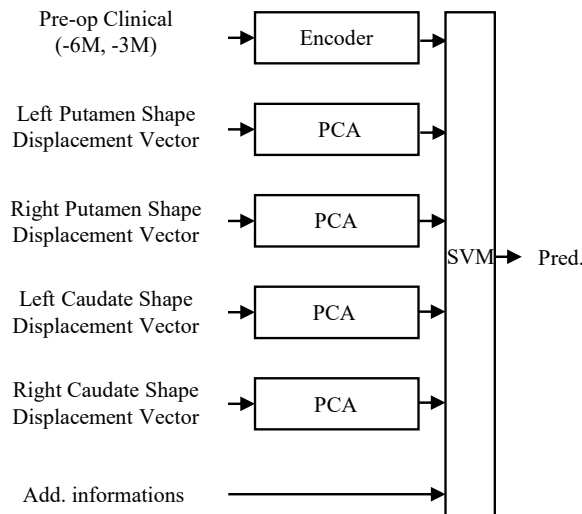 Pre-op Clinical
(-6M, -3M)
Encoder
Left Putamen Shape
Displacement Vector
PCA
Right Putamen Shape
Displacement Vector
PCA
SVM
Pred.
Left Caudate Shape
Displacement Vector
PCA
Right Caudate Shape
Displacement Vector
PCA
Add. informations